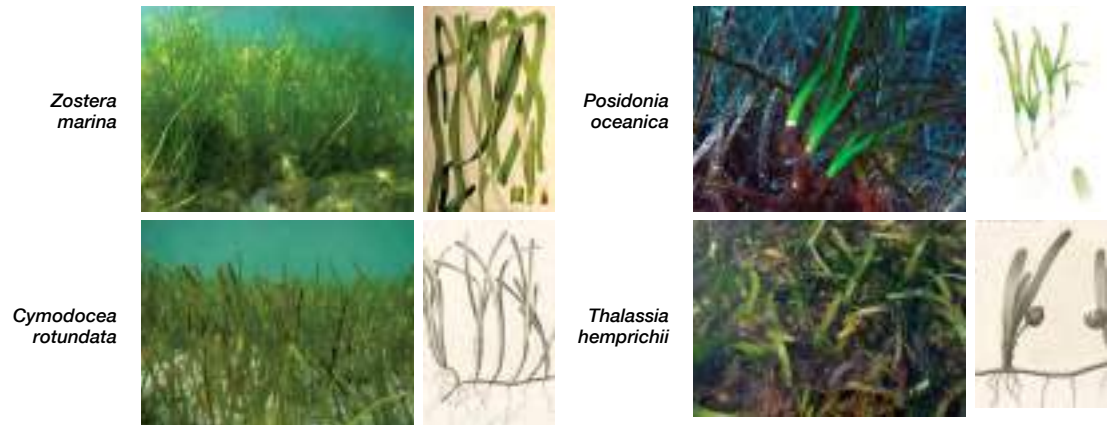 Zostera
marina
Posidonia
oceanica
Cymodocea
rotundata
Thalassia
hemprichii